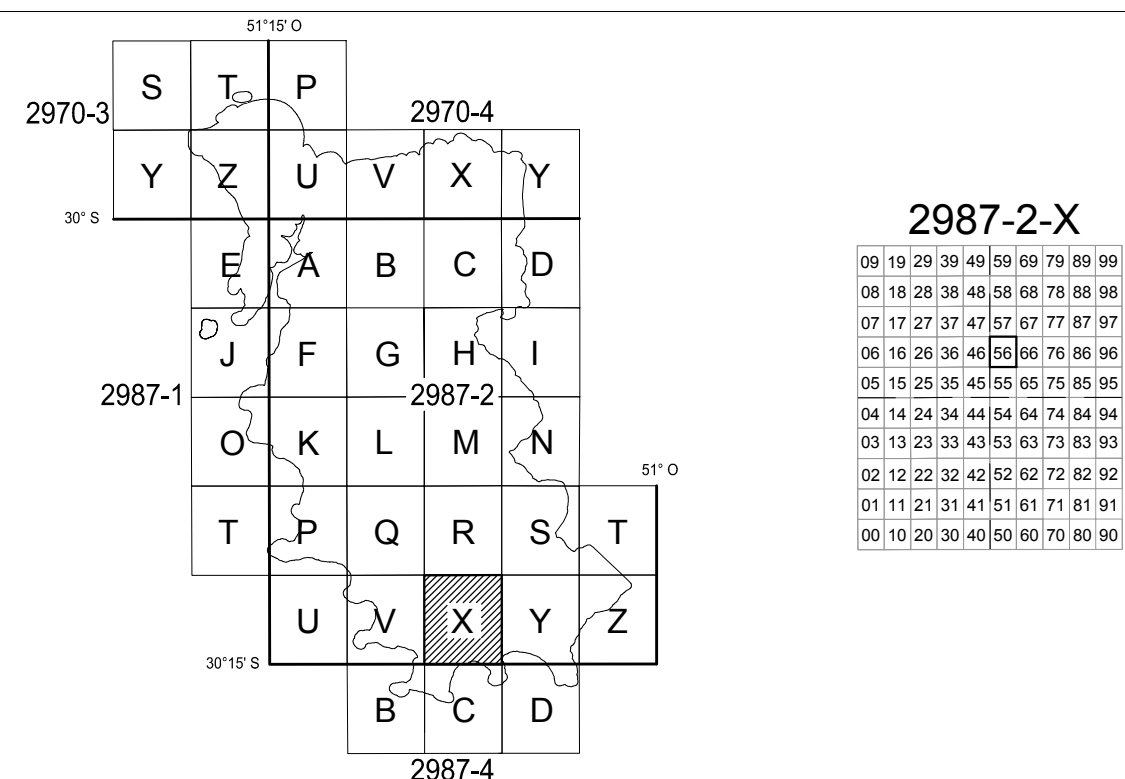 51°15' O
S T P
2970-3
2970-4
Y Z U V X Y
30° S
E A B C D
J F G H I
2987-1
2987-2
O K L M N
51° O
T P Q R S T
U V X Y Z
30°15' S
B C D
2987-4
2987-2-X
09 19 29 39 49 59 69 79 89 99
08 18 28 38 48 58 68 78 88 98
07 17 27 37 47 57 67 77 87 97
06 16 26 36 46 56 66 76 86 96
05 15 25 35 45 55 65 75 85 95
04 14 24 34 44 54 64 74 84 94
03 13 23 33 43 53 63 73 83 93
02 12 22 32 42 52 62 72 82 92
01 11 21 31 41 51 61 71 81 91
00 10 20 30 40 50 60 70 80 90